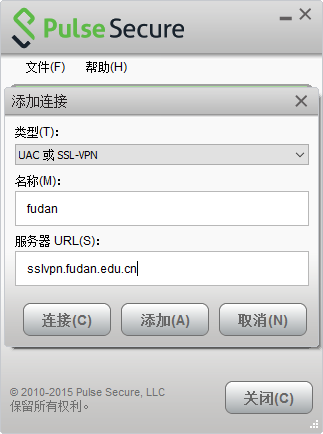 Pulse Secure
文件(F) 帮助(H)
添加连接
类型(T):
UAC 或 SSL-VPN
名称(M):
fudan
服务器 URL(S):
sslvpn.fudan.edu.cn
连接(C) 添加(A) 取消(N)
© 2010-2015 Pulse Secure, LLC
保留所有权利。
关闭(C)